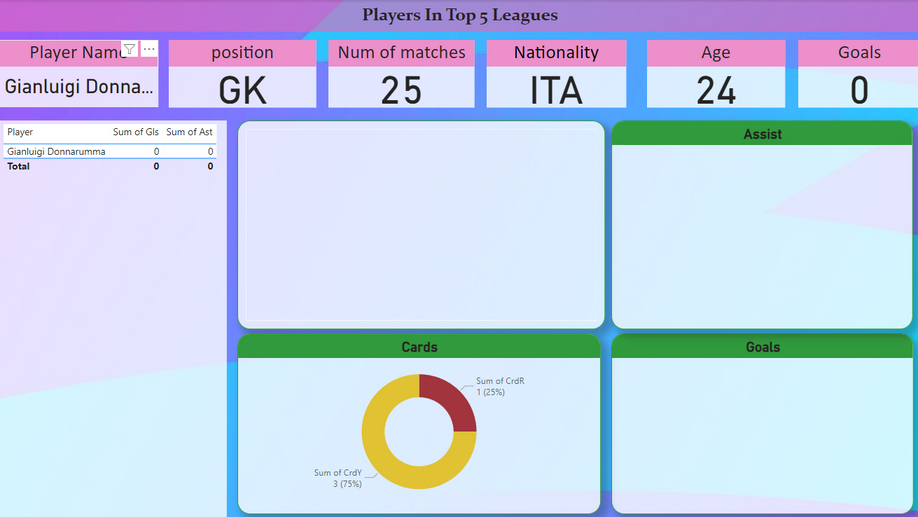 Players In Top 5 Leagues
Player Name
position
Num of matches
Nationality
Age
Goals
Gianluigi Donna...
GK
25
ITA
24
0
Player Sum of Gls Sum of Ast
Gianluigi Donnarumma 0 0
Total 0 0
Assist
Cards
Sum of CrdR
1 (25%)
Sum of CrdY
3 (75%)
Goals